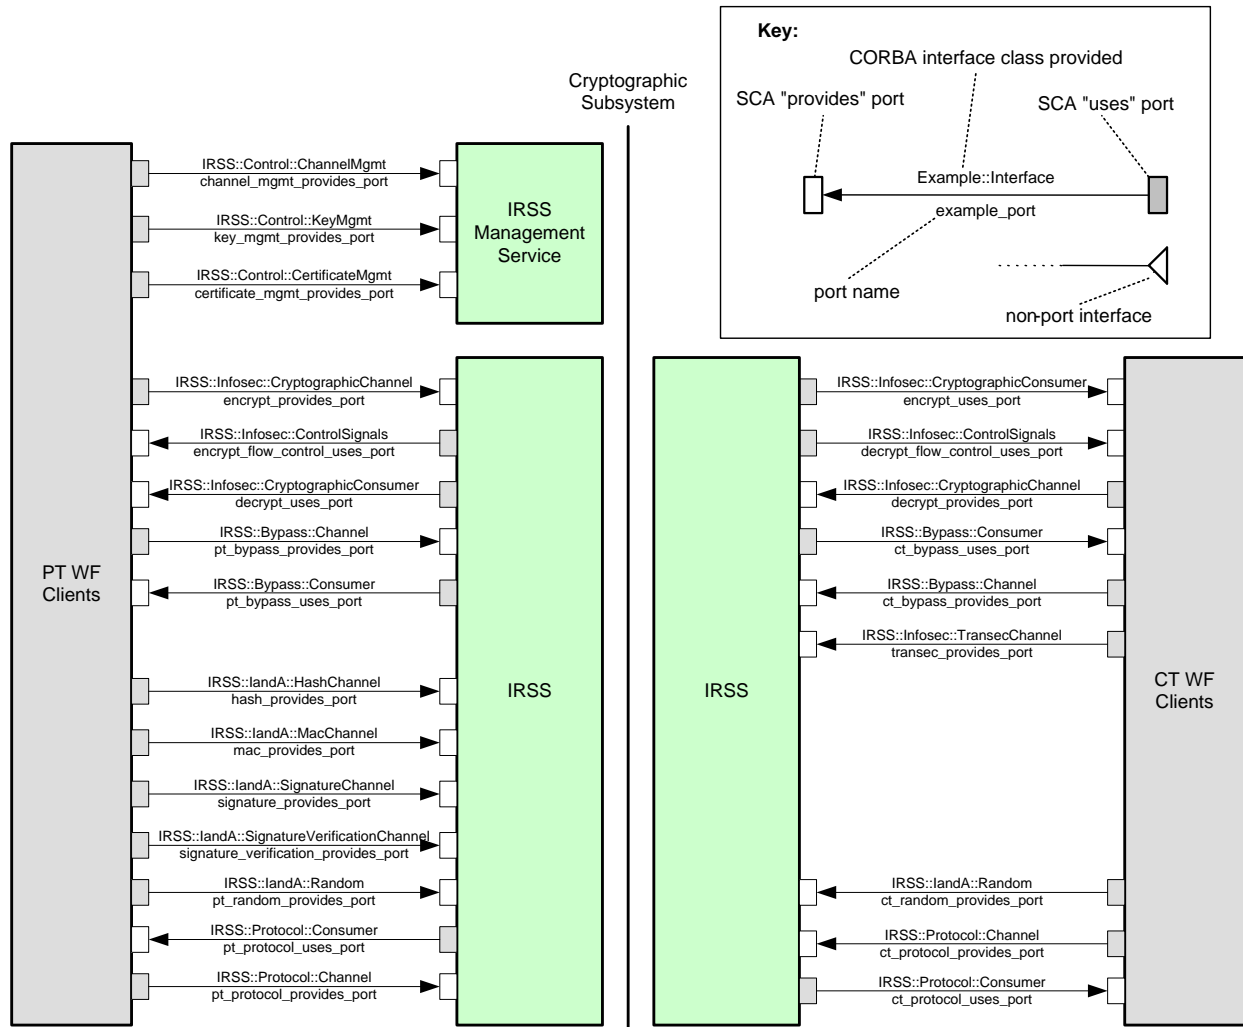 Key:
CORBA interface class provided
SCA "provides" port
SCA "uses" port
Example::Interface
example_port
port name
non-port interface
Cryptographic
Subsystem
IRSS::Control::ChannelMgmt
channel_mgmt_provides_port
IRSS::Control::KeyMgmt
key_mgmt_provides_port
IRSS::Control::CertificateMgmt
certificate_mgmt_provides_port
IRSS
Management
Service
PT WF
Clients
IRSS::Infosec::CryptographicChannel
encrypt_provides_port
IRSS::Infosec::ControlSignals
encrypt_flow_control_uses_port
IRSS::Infosec::CryptographicConsumer
decrypt_uses_port
IRSS::Bypass::Channel
pt_bypass_provides_port
IRSS::Bypass::Consumer
pt_bypass_uses_port
IRSS::IandA::HashChannel
hash_provides_port
IRSS::IandA::MacChannel
mac_provides_port
IRSS::IandA::SignatureChannel
signature_provides_port
IRSS::IandA::SignatureVerificationChannel
signature_verification_provides_port
IRSS::IandA::Random
pt_random_provides_port
IRSS::Protocol::Consumer
pt_protocol_uses_port
IRSS::Protocol::Channel
pt_protocol_provides_port
IRSS
IRSS
IRSS::Infosec::CryptographicConsumer
encrypt_uses_port
IRSS::Infosec::ControlSignals
decrypt_flow_control_uses_port
IRSS::Infosec::CryptographicChannel
decrypt_provides_port
IRSS::Bypass::Consumer
ct_bypass_uses_port
IRSS::Bypass::Channel
ct_bypass_provides_port
IRSS::Infosec::TransecChannel
transec_provides_port
IRSS::IandA::Random
ct_random_provides_port
IRSS::Protocol::Channel
ct_protocol_provides_port
IRSS::Protocol::Consumer
ct_protocol_uses_port
CT WF
Clients